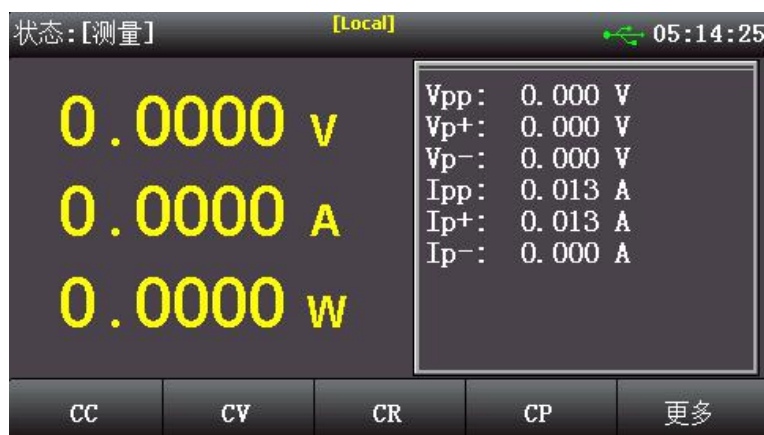 状态:[测量] [Local] 05:14:25
0.0000 V
0.0000 A
0.0000 W
Vpp: 0.000 V
Vp+: 0.000 V
Vp-: 0.000 V
Ipp: 0.013 A
Ip+: 0.013 A
Ip-: 0.000 A
CC CV CR CP 更多